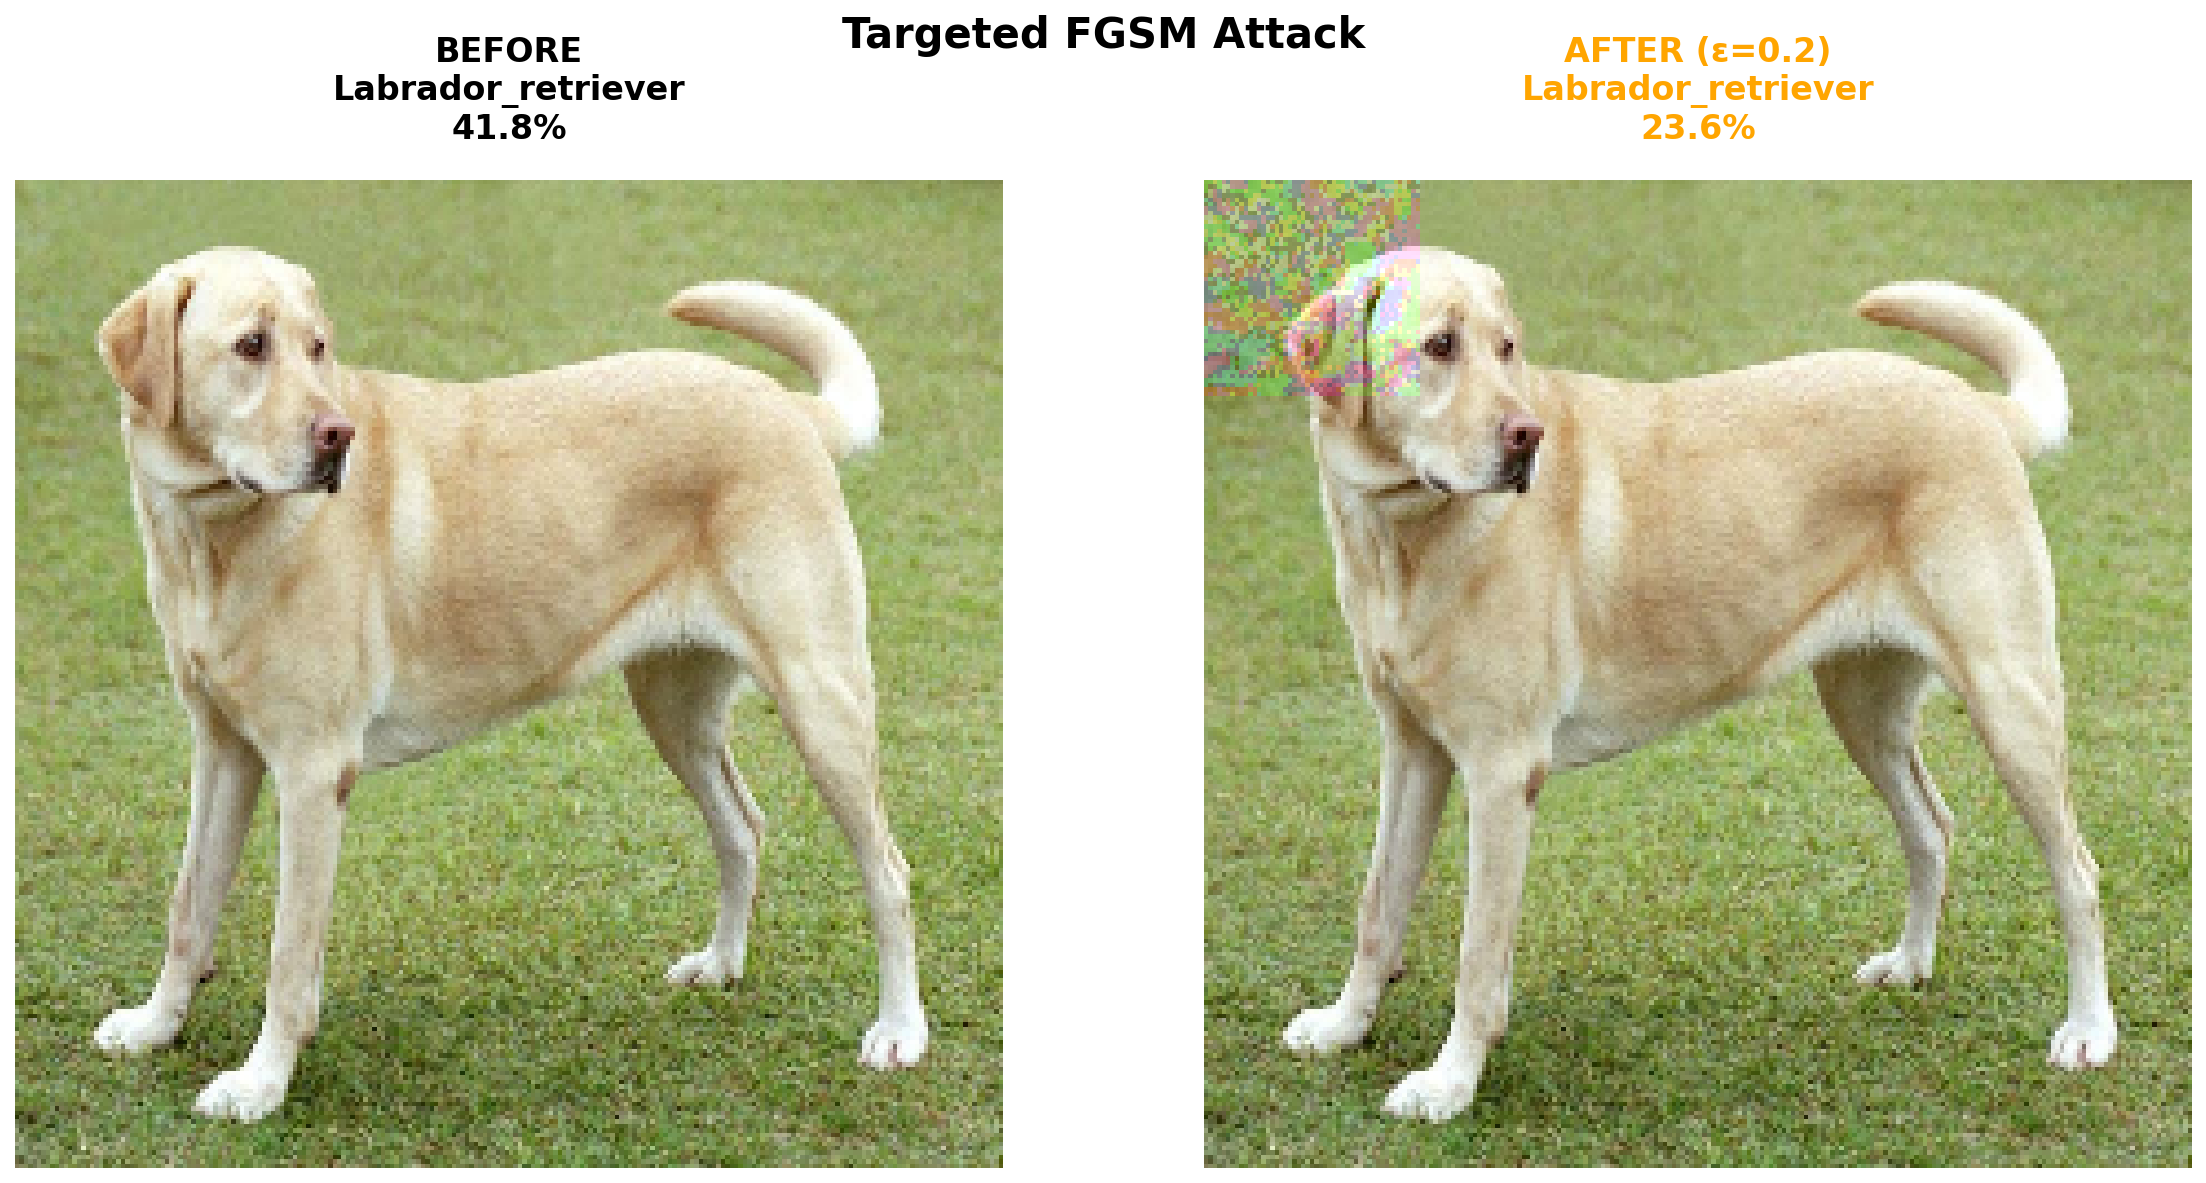 Targeted FGSM Attack
BEFORE
Labrador_retriever
41.8%
AFTER (ε=0.2)
Labrador_retriever
23.6%